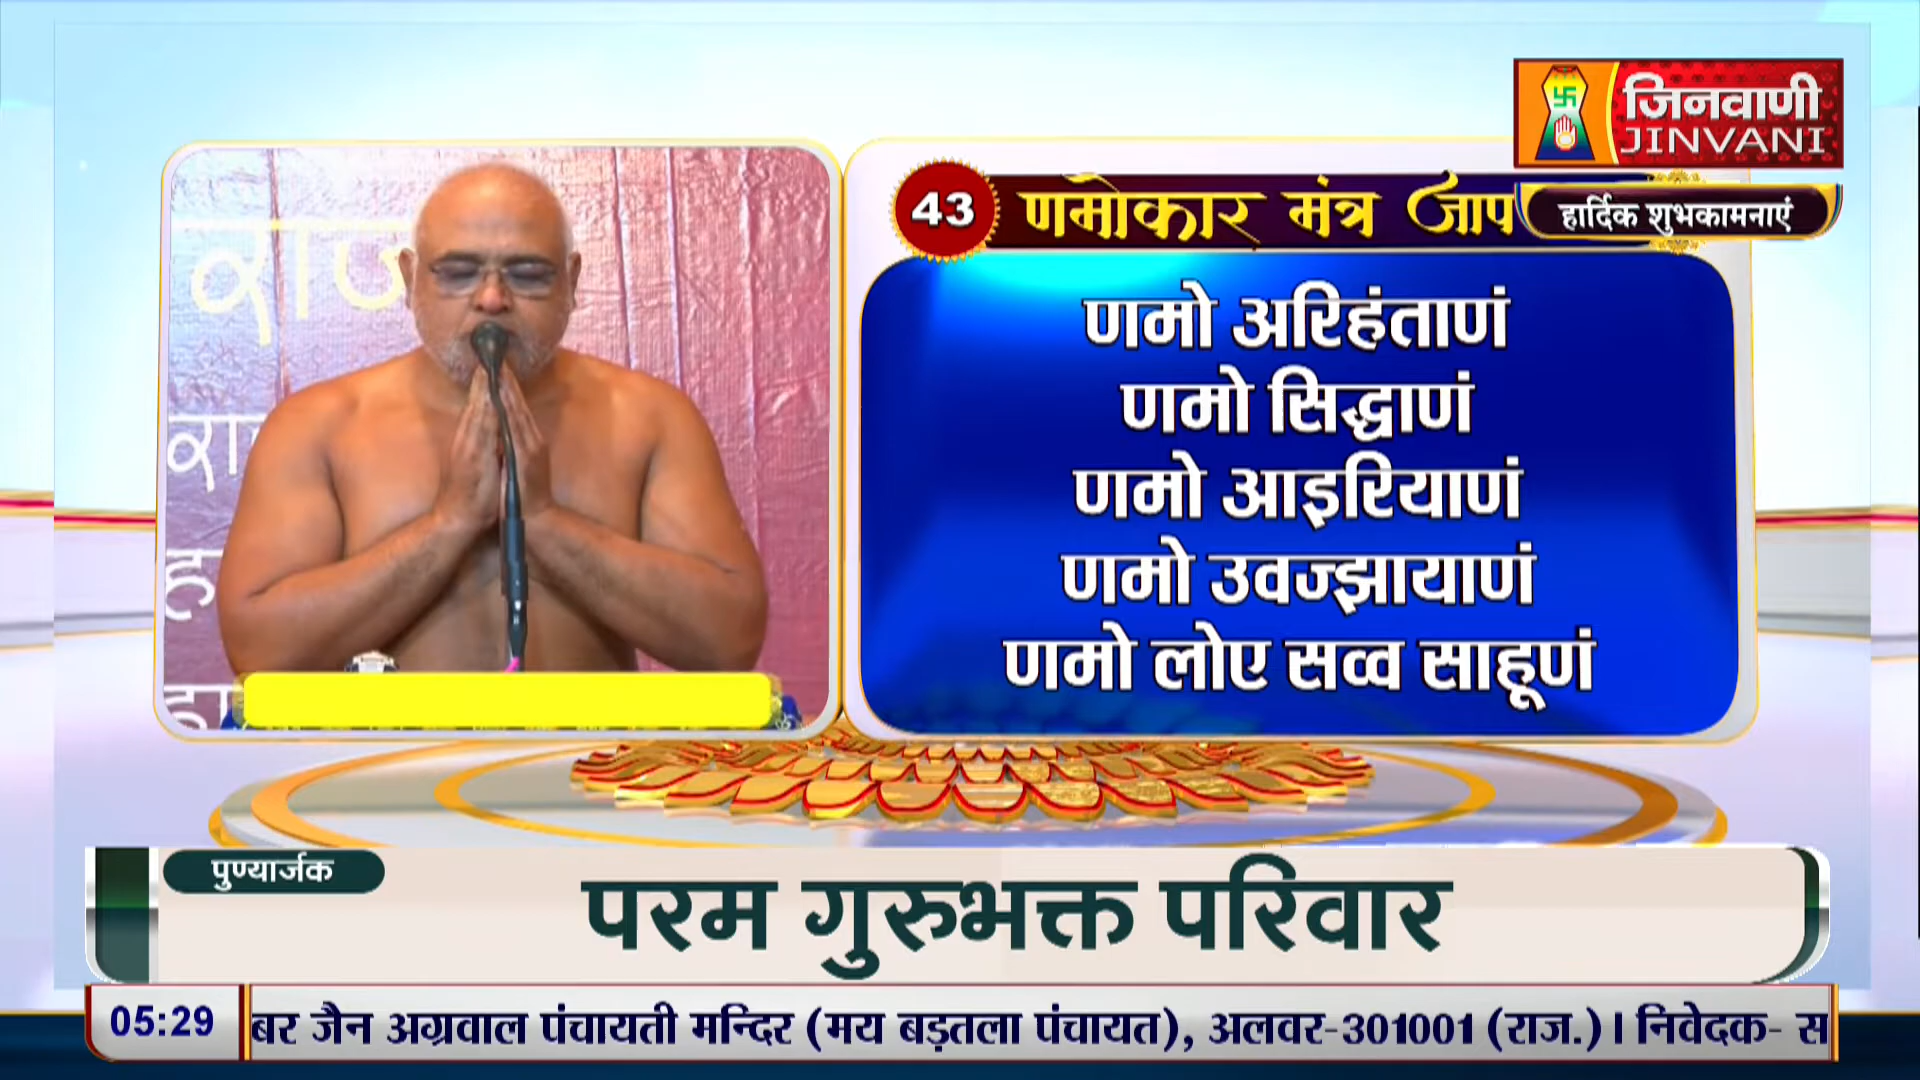 जिनवाणी
JINVANI
43 णमोकार मंत्र जाप
हार्दिक शुभकामनाएं
णमो अरिहंताणं
णमो सिद्धाणं
णमो आइरियाणं
णमो उवज्झायाणं
णमो लोए सव्व साहूणं
पुण्यार्जक
परम गुरुभक्त परिवार
05:29 बर जैन अग्रवाल पंचायती मन्दिर (मय बड़तला पंचायत), अलवर-301001 (राज.)। निवेदक- स